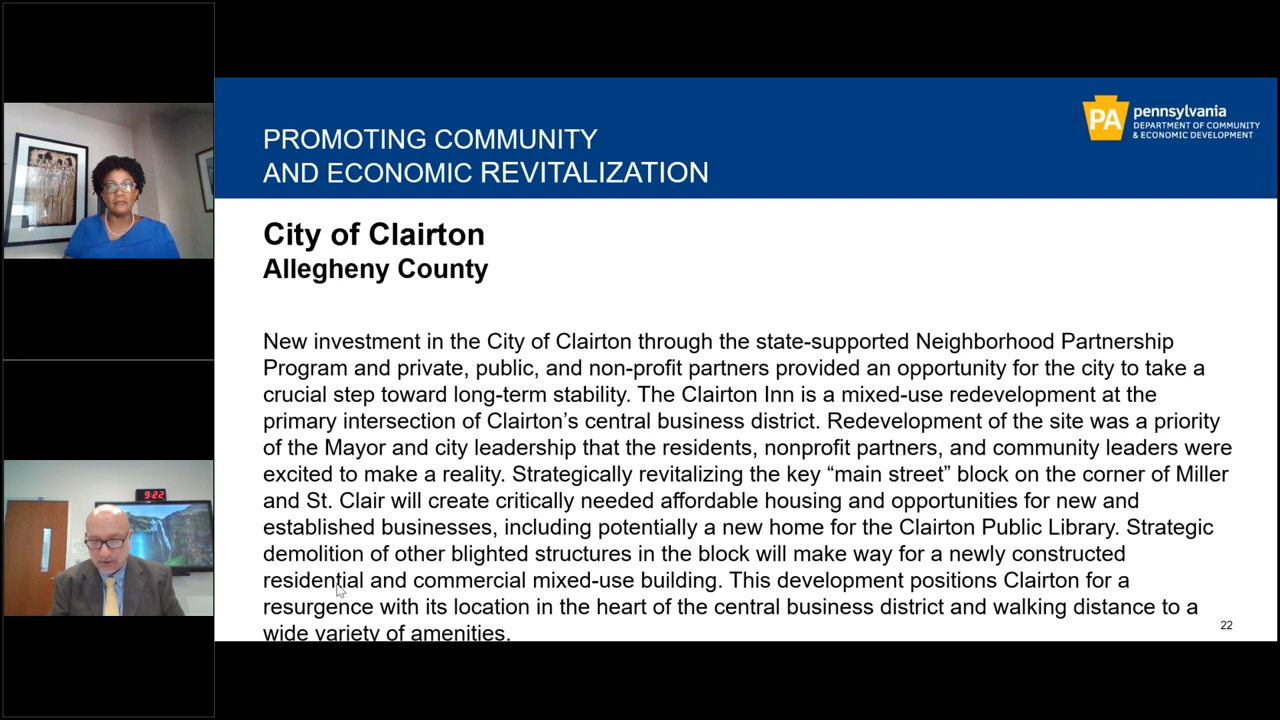 PROMOTING COMMUNITY
AND ECONOMIC REVITALIZATION
PA
pennsylvania
DEPARTMENT OF COMMUNITY
& ECONOMIC DEVELOPMENT
City of Clairton
Allegheny County
New investment in the City of Clairton through the state-supported Neighborhood Partnership
Program and private, public, and non-profit partners provided an opportunity for the city to take a
crucial step toward long-term stability. The Clairton Inn is a mixed-use redevelopment at the
primary intersection of Clairton’s central business district. Redevelopment of the site was a priority
of the Mayor and city leadership that the residents, nonprofit partners, and community leaders were
excited to make a reality. Strategically revitalizing the key “main street” block on the corner of Miller
and St. Clair will create critically needed affordable housing and opportunities for new and
established businesses, including potentially a new home for the Clairton Public Library. Strategic
demolition of other blighted structures in the block will make way for a newly constructed
residential and commercial mixed-use building. This development positions Clairton for a
resurgence with its location in the heart of the central business district and walking distance to a
wide variety of amenities.
22
9:22